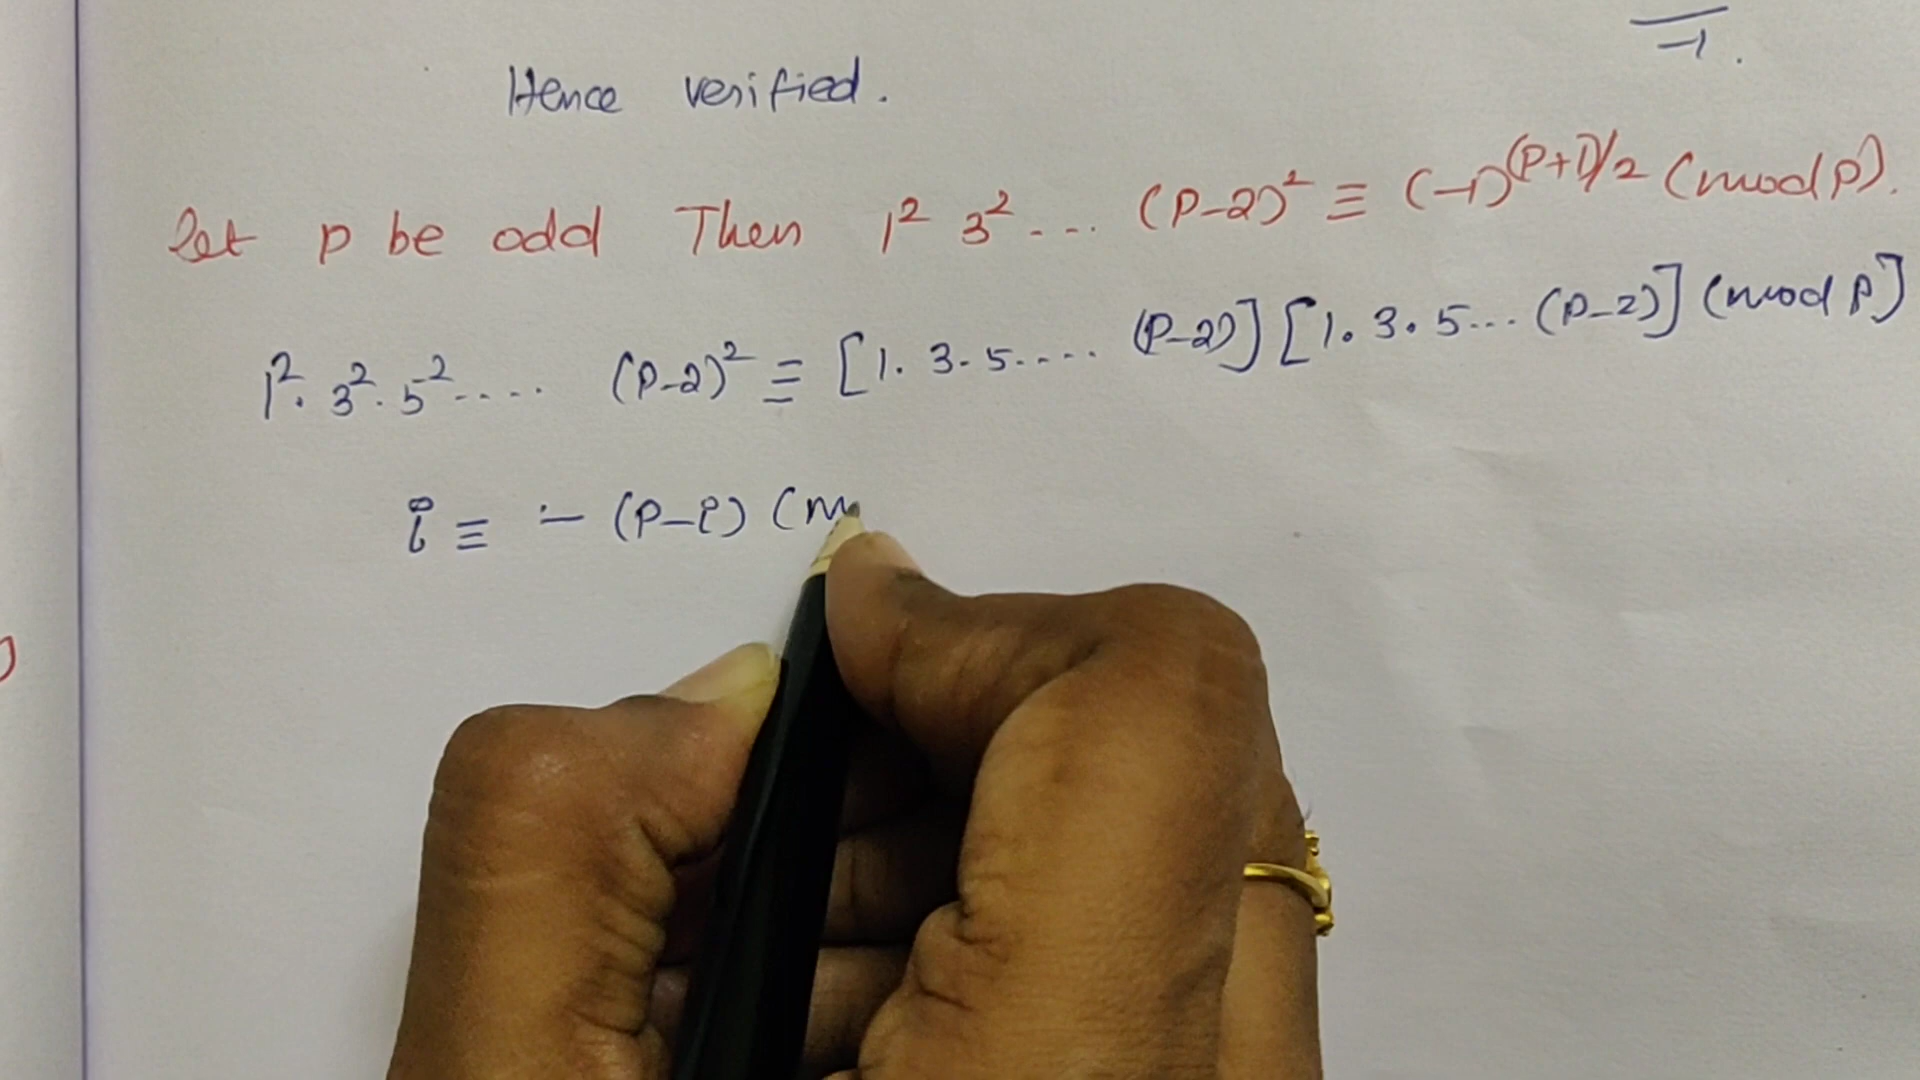 -1.
Hence verified.
Let p be odd Then 1² 3² ... (p-2)² ≡ (-1)^(p+1)/2 (mod p).
1². 3². 5² .... (p-2)² ≡ [1. 3. 5.... (p-2)] [1. 3. 5... (p-2)] (mod p]
i ≡ - (p-i) (m